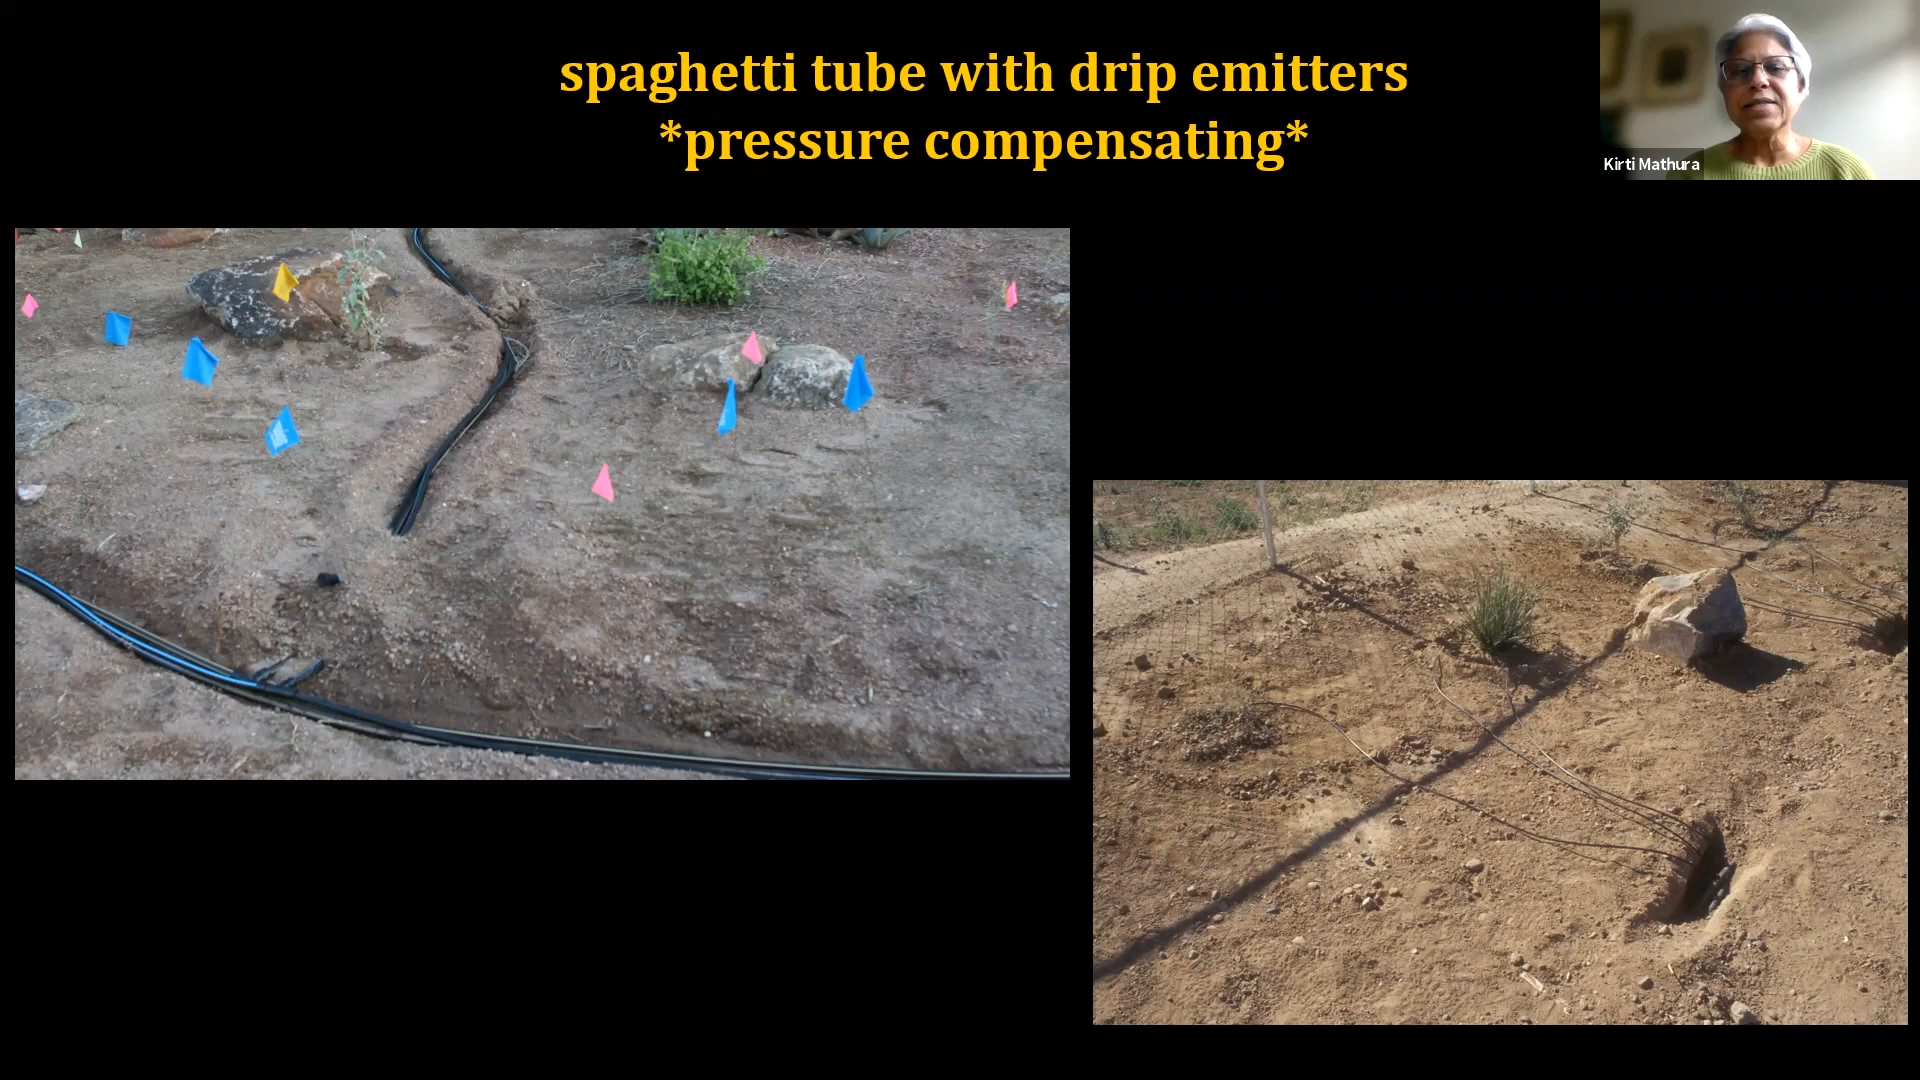 spaghetti tube with drip emitters
*pressure compensating*
Kirti Mathura